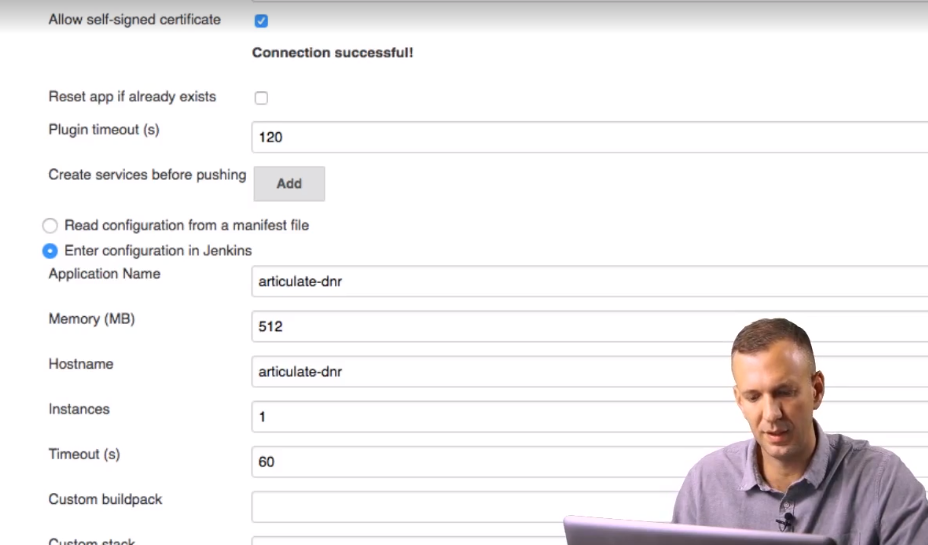 Allow self-signed certificate
Connection successful!
Reset app if already exists
Plugin timeout (s)
120
Create services before pushing
Add
Read configuration from a manifest file
Enter configuration in Jenkins
Application Name
articulate-dnr
Memory (MB)
512
Hostname
articulate-dnr
Instances
1
Timeout (s)
60
Custom buildpack
Custom stack